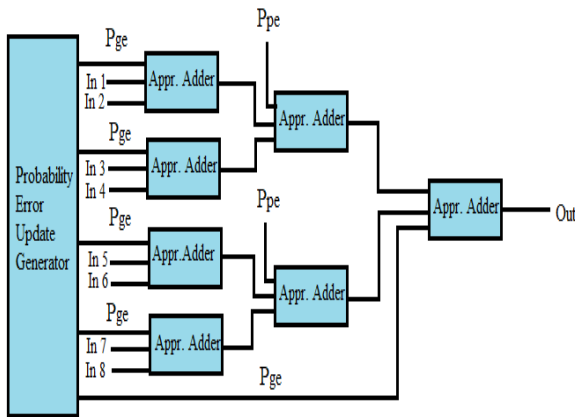 Probability
Error
Update
Generator
Pge
In 1
In 2
Appr. Adder
Pge
In 3
In 4
Appr. Adder
Ppe
Appr. Adder
Pge
In 5
In 6
Appr.Adder
Pge
In 7
In 8
Appr. Adder
Ppe
Appr. Adder
Pge
Appr. Adder
Out